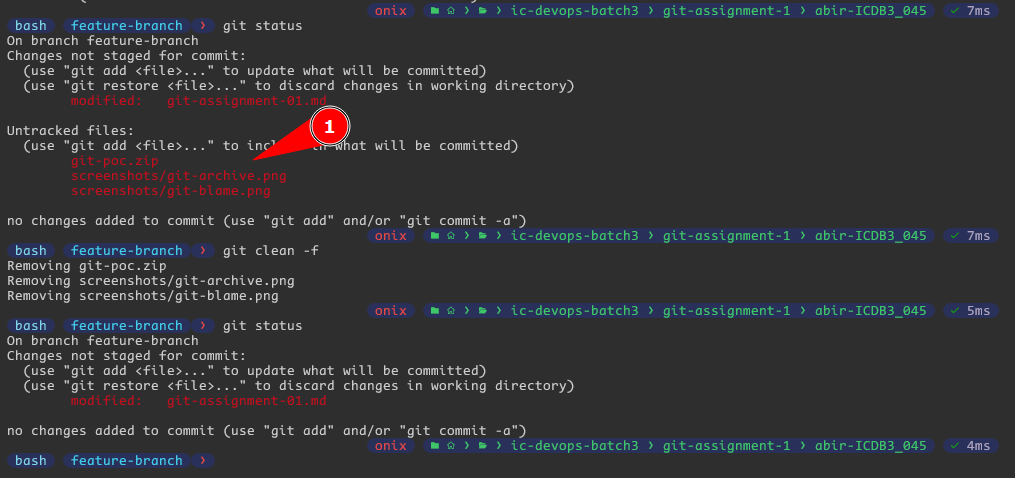 onix ic-devops-batch3 ❯ git-assignment-1 ❯ abir-ICDB3_045 ✓ 7ms
bash feature-branch ❯ git status
On branch feature-branch
Changes not staged for commit:
  (use "git add <file>..." to update what will be committed)
  (use "git restore <file>..." to discard changes in working directory)
        modified:   git-assignment-01.md
1
Untracked files:
  (use "git add <file>..." to in what will be committed)
        git-poc.zip
        screenshots/git-archive.png
        screenshots/git-blame.png
no changes added to commit (use "git add" and/or "git commit -a")
onix ❯ ❯ ic-devops-batch3 ❯ git-assignment-1 ❯ abir-ICDB3_045 ✓ 7ms
bash feature-branch ❯ git clean -f
Removing git-poc.zip
Removing screenshots/git-archive.png
Removing screenshots/git-blame.png
onix ❯ ❯ ic-devops-batch3 ❯ git-assignment-1 ❯ abir-ICDB3_045 ✓ 5ms
bash feature-branch ❯ git status
On branch feature-branch
Changes not staged for commit:
  (use "git add <file>..." to update what will be committed)
  (use "git restore <file>..." to discard changes in working directory)
        modified:   git-assignment-01.md
no changes added to commit (use "git add" and/or "git commit -a")
onix ❯ ❯ ic-devops-batch3 ❯ git-assignment-1 ❯ abir-ICDB3_045 ✓ 4ms
bash feature-branch ❯